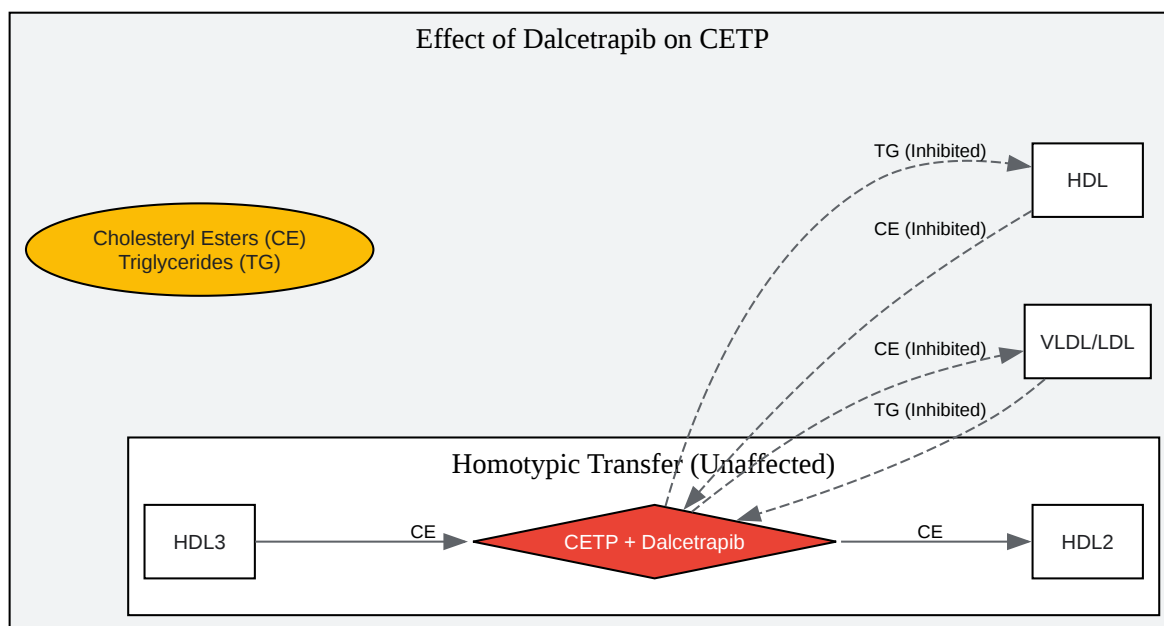 Effect of Dalcetrapib on CETP
TG (Inhibited)
HDL
CE (Inhibited)
Cholesteryl Esters (CE)
Triglycerides (TG)
CE (Inhibited)
VLDL/LDL
TG (Inhibited)
Homotypic Transfer (Unaffected)
HDL3
CE
CETP + Dalcetrapib
CE
HDL2